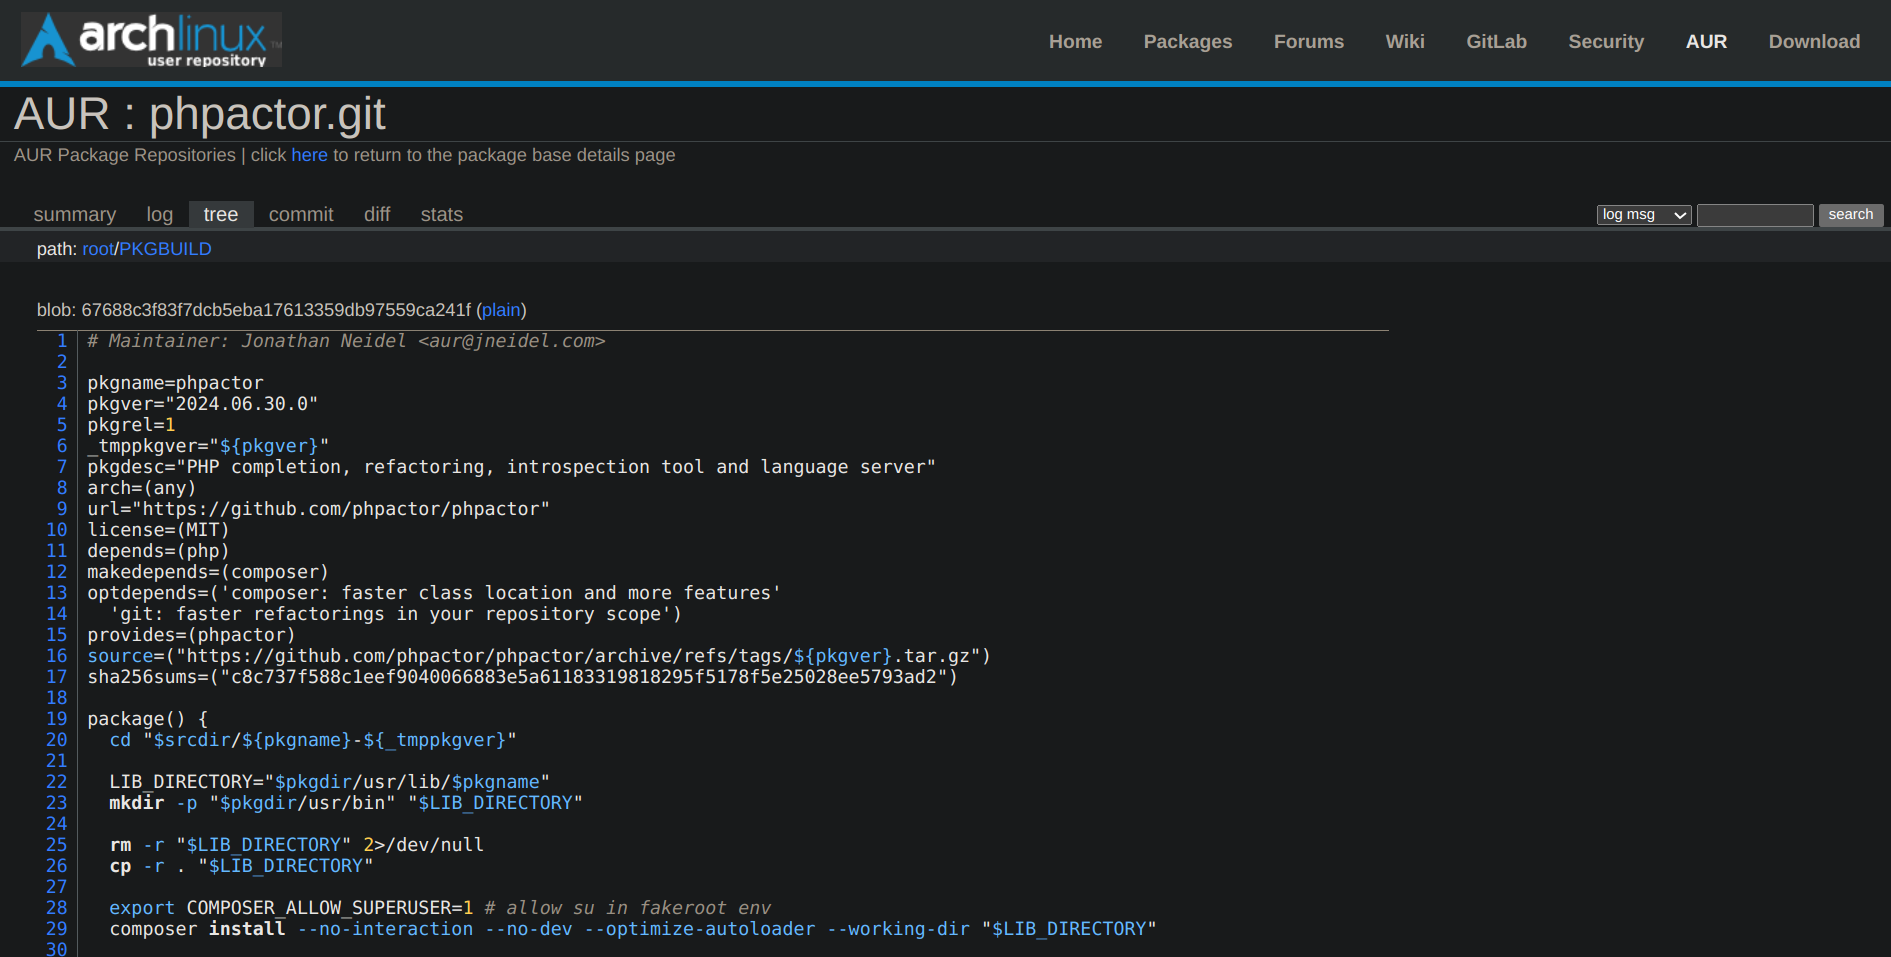 archlinux™
user repository
Home Packages Forums Wiki GitLab Security AUR Download
AUR : phpactor.git
AUR Package Repositories | click here to return to the package base details page
summary log tree commit diff stats log msg search
path: root/PKGBUILD
blob: 67688c3f83f7dcb5eba17613359db97559ca241f (plain)
1 # Maintainer: Jonathan Neidel <aur@jneidel.com>
2
3 pkgname=phpactor
4 pkgver="2024.06.30.0"
5 pkgrel=1
6 _tmppkgver="${pkgver}"
7 pkgdesc="PHP completion, refactoring, introspection tool and language server"
8 arch=(any)
9 url="https://github.com/phpactor/phpactor"
10 license=(MIT)
11 depends=(php)
12 makedepends=(composer)
13 optdepends=('composer: faster class location and more features'
14   'git: faster refactorings in your repository scope')
15 provides=(phpactor)
16 source=("https://github.com/phpactor/phpactor/archive/refs/tags/${pkgver}.tar.gz")
17 sha256sums=("c8c737f588c1eef9040066883e5a61183319818295f5178f5e25028ee5793ad2")
18
19 package() {
20   cd "$srcdir/${pkgname}-${_tmppkgver}"
21
22   LIB_DIRECTORY="$pkgdir/usr/lib/$pkgname"
23   mkdir -p "$pkgdir/usr/bin" "$LIB_DIRECTORY"
24
25   rm -r "$LIB_DIRECTORY" 2>/dev/null
26   cp -r . "$LIB_DIRECTORY"
27
28   export COMPOSER_ALLOW_SUPERUSER=1 # allow su in fakeroot env
29   composer install --no-interaction --no-dev --optimize-autoloader --working-dir "$LIB_DIRECTORY"
30